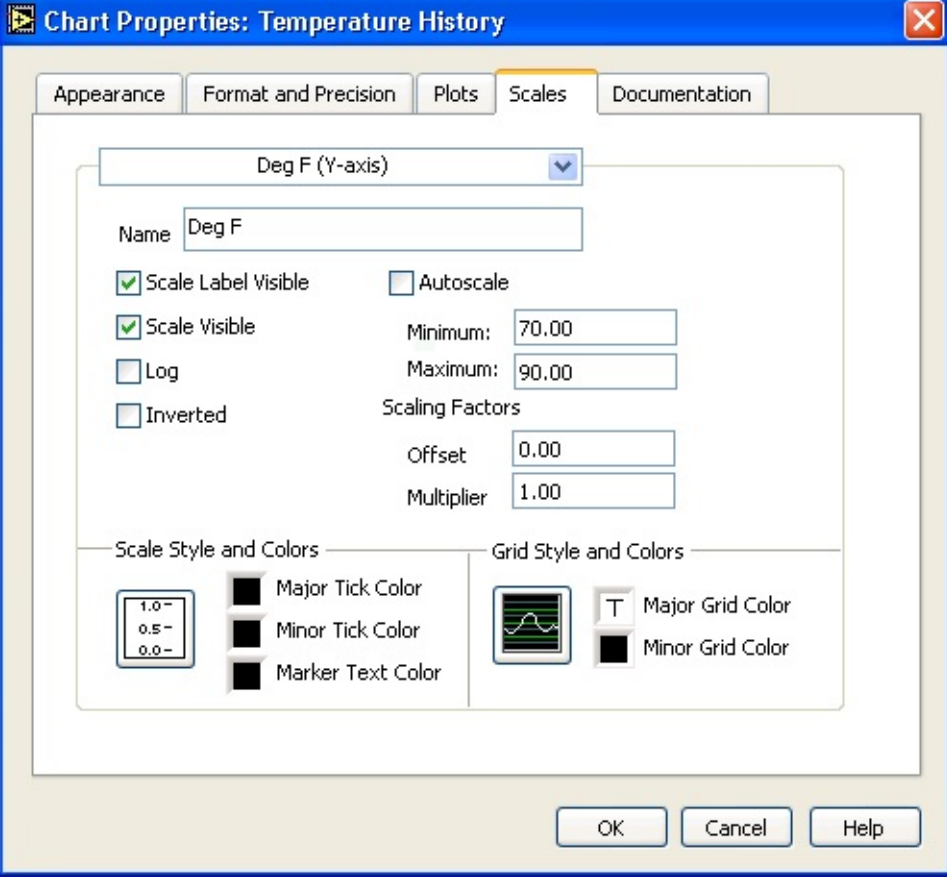 Chart Properties: Temperature History
Appearance Format and Precision Plots Scales Documentation
Deg F (Y-axis)
Name Deg F
Scale Label Visible Autoscale
Scale Visible Minimum: 70.00
Log Maximum: 90.00
Inverted Scaling Factors
Offset 0.00
Multiplier 1.00
Scale Style and Colors Grid Style and Colors
1.0
0.5
0.0
Major Tick Color
Minor Tick Color
Marker Text Color
T Major Grid Color
Minor Grid Color
OK Cancel Help